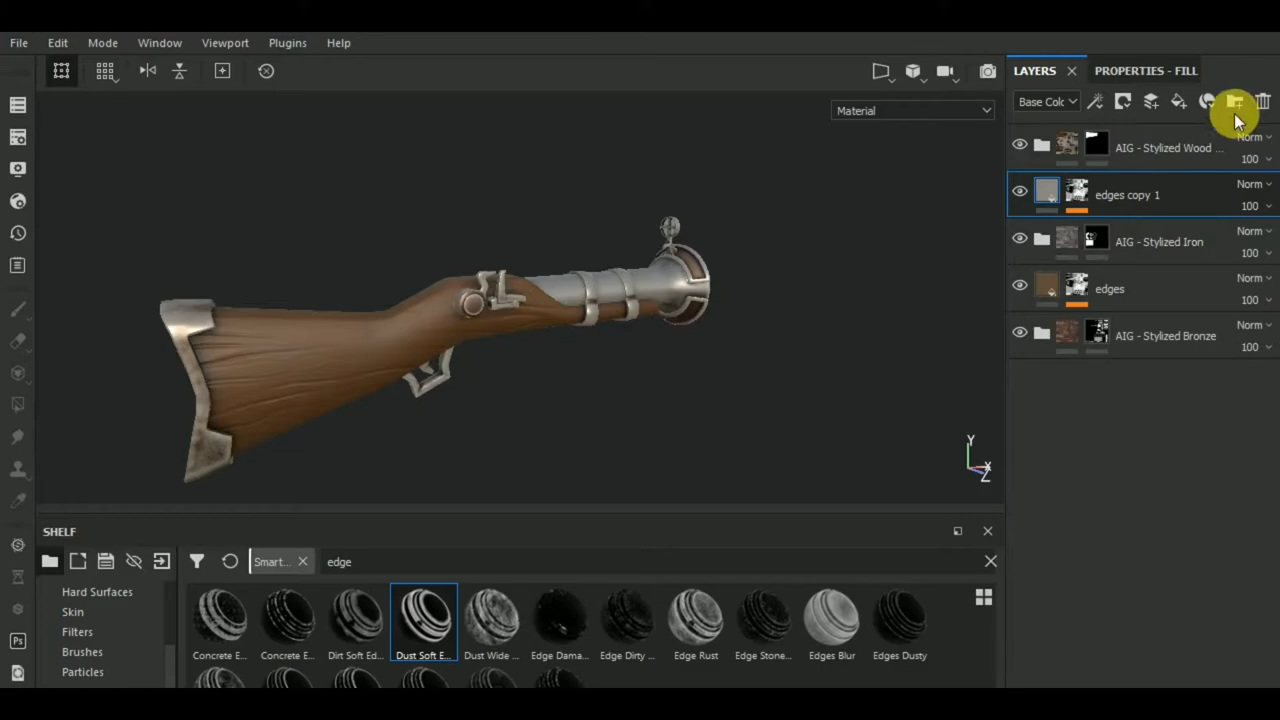 File Edit Mode Window Viewport Plugins Help
LAYERS PROPERTIES - FILL
Base Col
Material
Norm
AIG - Stylized Wood ...
100
Norm
edges copy 1
100
Norm
AIG - Stylized Iron
100
Norm
edges
100
Norm
AIG - Stylized Bronze
100
Y
X
Z
SHELF
Smart... edge
Hard Surfaces
Skin
Filters
Brushes
Particles
Concrete E... Concrete E... Dirt Soft Ed... Dust Soft E... Dust Wide ... Edge Dama... Edge Dirty ... Edge Rust Edge Stone... Edges Blur Edges Dusty
Ps